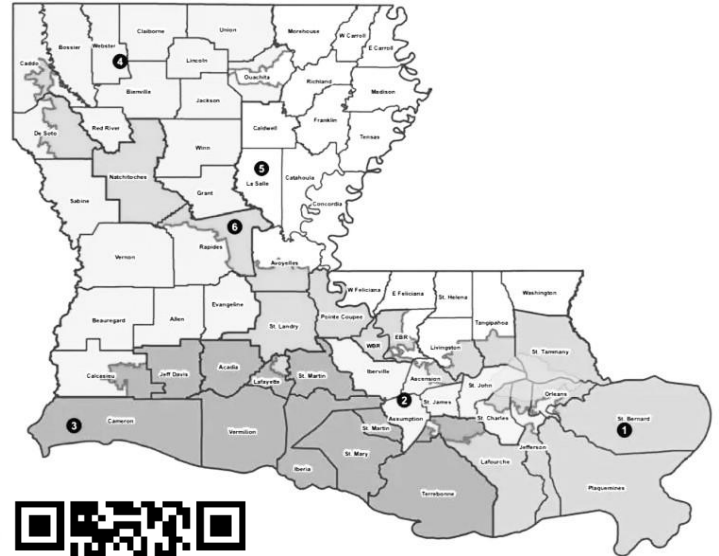 Claiborne
Union
Morehouse
W Carroll
E Carroll
Bossier
Webster
4
Lincoln
Caddo
Ouachita
Richland
Madison
Bienville
Jackson
De Soto
Red River
Caldwell
Franklin
Tensas
Winn
Natchitoches
5
La Salle
Catahoula
Sabine
Grant
Concordia
6
Rapides
Vernon
Avoyelles
W Feliciana
E Feliciana
St. Helena
Washington
Evangeline
Pointe Coupee
Tangipahoa
Beauregard
Allen
St. Landry
WBR
EBR
Livingston
St. Tammany
Calcasieu
Jeff Davis
Acadia
Lafayette
St. Martin
Iberville
Ascension
St. John
Orleans
2
St. James
Assumption
St. Charles
St. Bernard
1
3
Cameron
Vermilion
St. Martin
Jefferson
St. Mary
Lafourche
Iberia
Terrebonne
Plaquemines